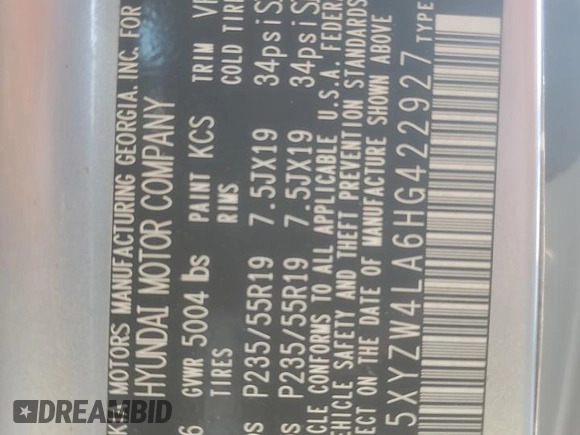 MOTORS MANUFACTURING GEORGIA, INC. FOR
HYUNDAI MOTOR COMPANY
6 GVWR 5004 lbs PAINT KCS TRIM
TIRES RIMS COLD TIRE
P235/55R19 7.5JX19 34psi
P235/55R19 7.5JX19 34psi
CONFORMS TO ALL APPLICABLE U.S.A. FEDER
VEHICLE SAFETY AND THEFT PREVENTION STANDARDS
ECT ON THE DATE OF MANUFACTURE SHOWN ABOVE
5XYZW4LA6HG422927 TYPE
DREAMBID